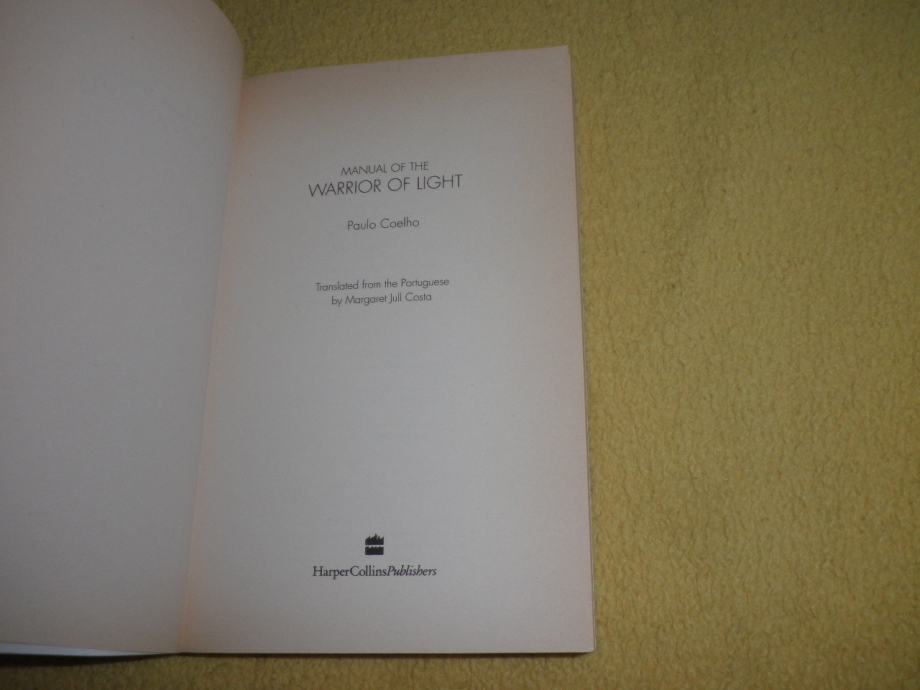 MANUAL OF THE
WARRIOR OF LIGHT
Paulo Coelho
Translated from the Portuguese
by Margaret Jull Costa
HarperCollinsPublishers